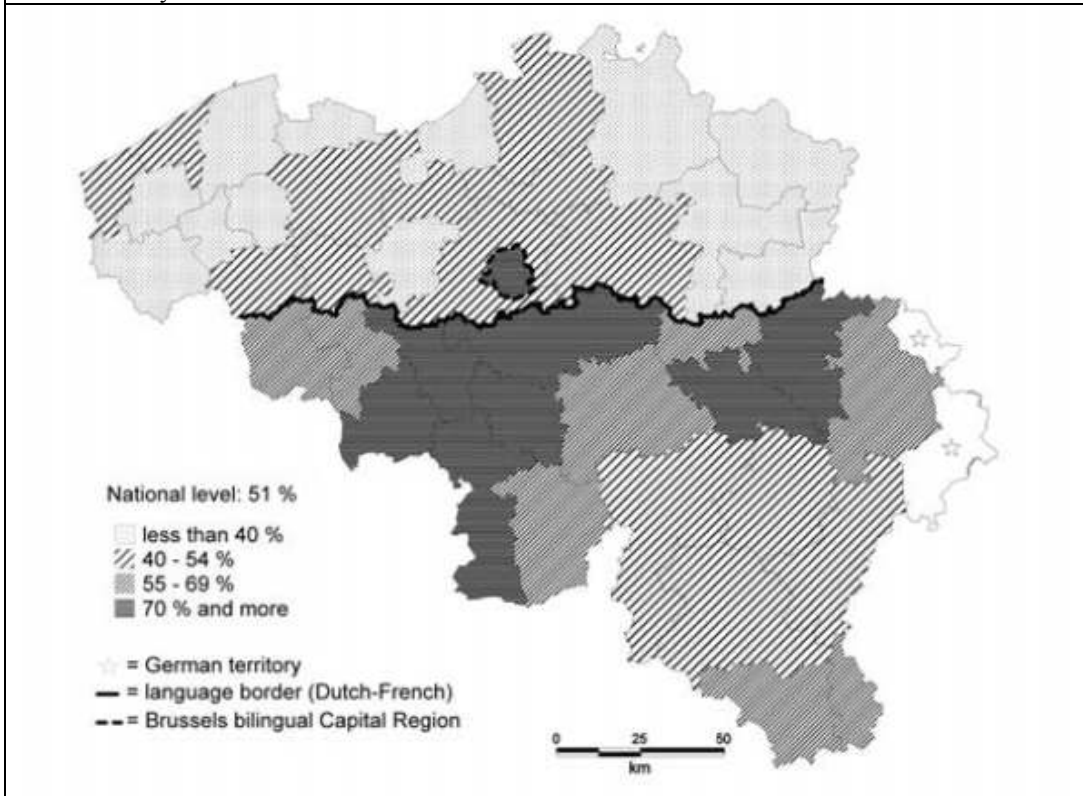 National level: 51 %
less than 40 %
40 - 54 %
55 - 69 %
70 % and more
= German territory
= language border (Dutch-French)
= Brussels bilingual Capital Region
0 25 50
km